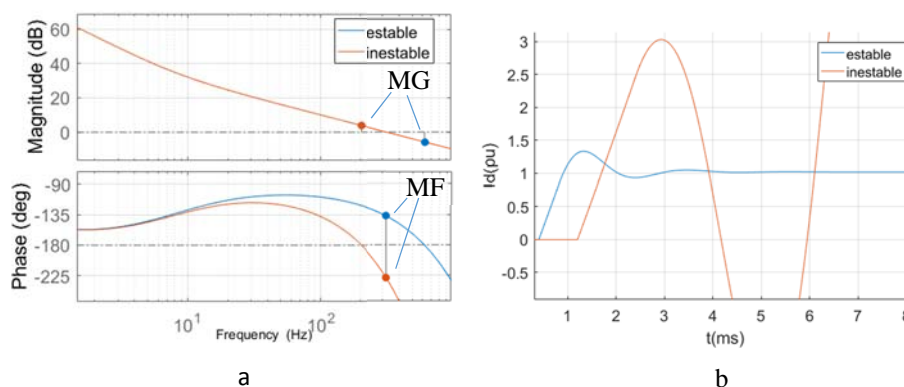 Magnitude (dB)
60
40
20
0
estable
inestable
MG
Phase (deg)
-90
-135
-180
-225
MF
10¹
10²
Frequency (Hz)
a
Id(pu)
3
2.5
2
1.5
1
0.5
0
-0.5
estable
inestable
1 2 3 4 5 6 7 8
t(ms)
b